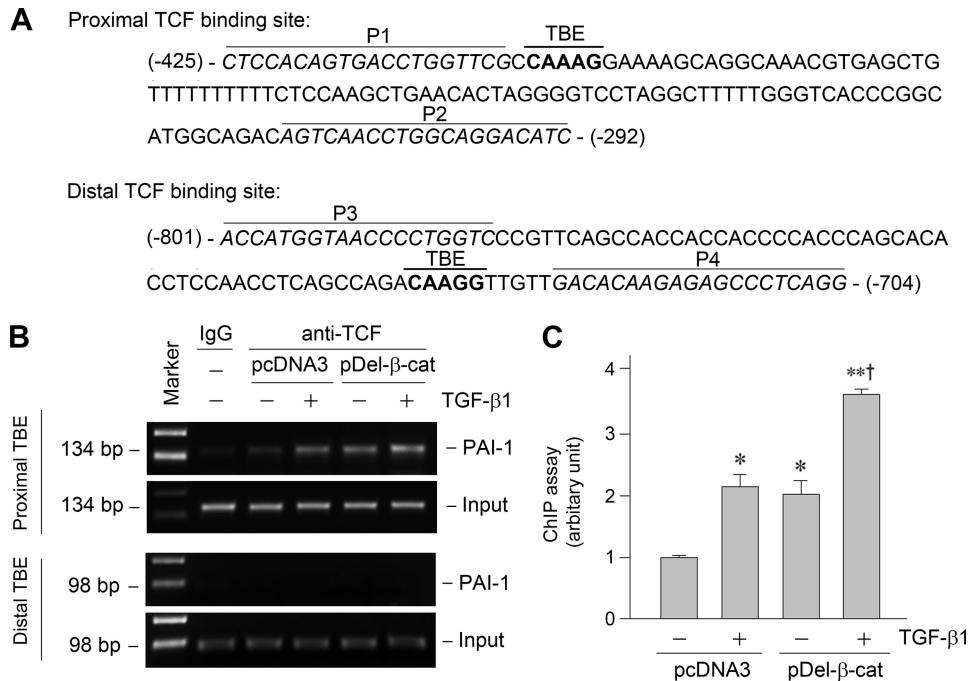 A
Proximal TCF binding site:
P1 TBE
(-425) - CTCCACAGTGACCTGGTTCGCCAAAGGAAAAGCAGGCAAACGTGAGCTG
TTTTTTTTTTCTCCAAGCTGAACACTAGGGGTCCTAGGCTTTTTGGGTCACCCGGC
P2
ATGGCAGACAGTCAACCTGGCAGGACATC - (-292)
Distal TCF binding site:
P3
(-801) - ACCATGGTAACCCCTGGTCCCGTTCAGCCACCACCACCCCACCCAGCACA
TBE P4
CCTCCAACCTCAGCCAGACAAGGTTGTTGACACAAGAGAGCCCTCAGG - (-704)
B
Marker
IgG anti-TCF
– pcDNA3 pDel-β-cat
– – + – + TGF-β1
Proximal TBE
134 bp – – PAI-1
134 bp – – Input
Distal TBE
98 bp – – PAI-1
98 bp – – Input
C
ChIP assay
(arbitary unit)
4
3
2
1
0
* * **†
– + – + TGF-β1
pcDNA3 pDel-β-cat